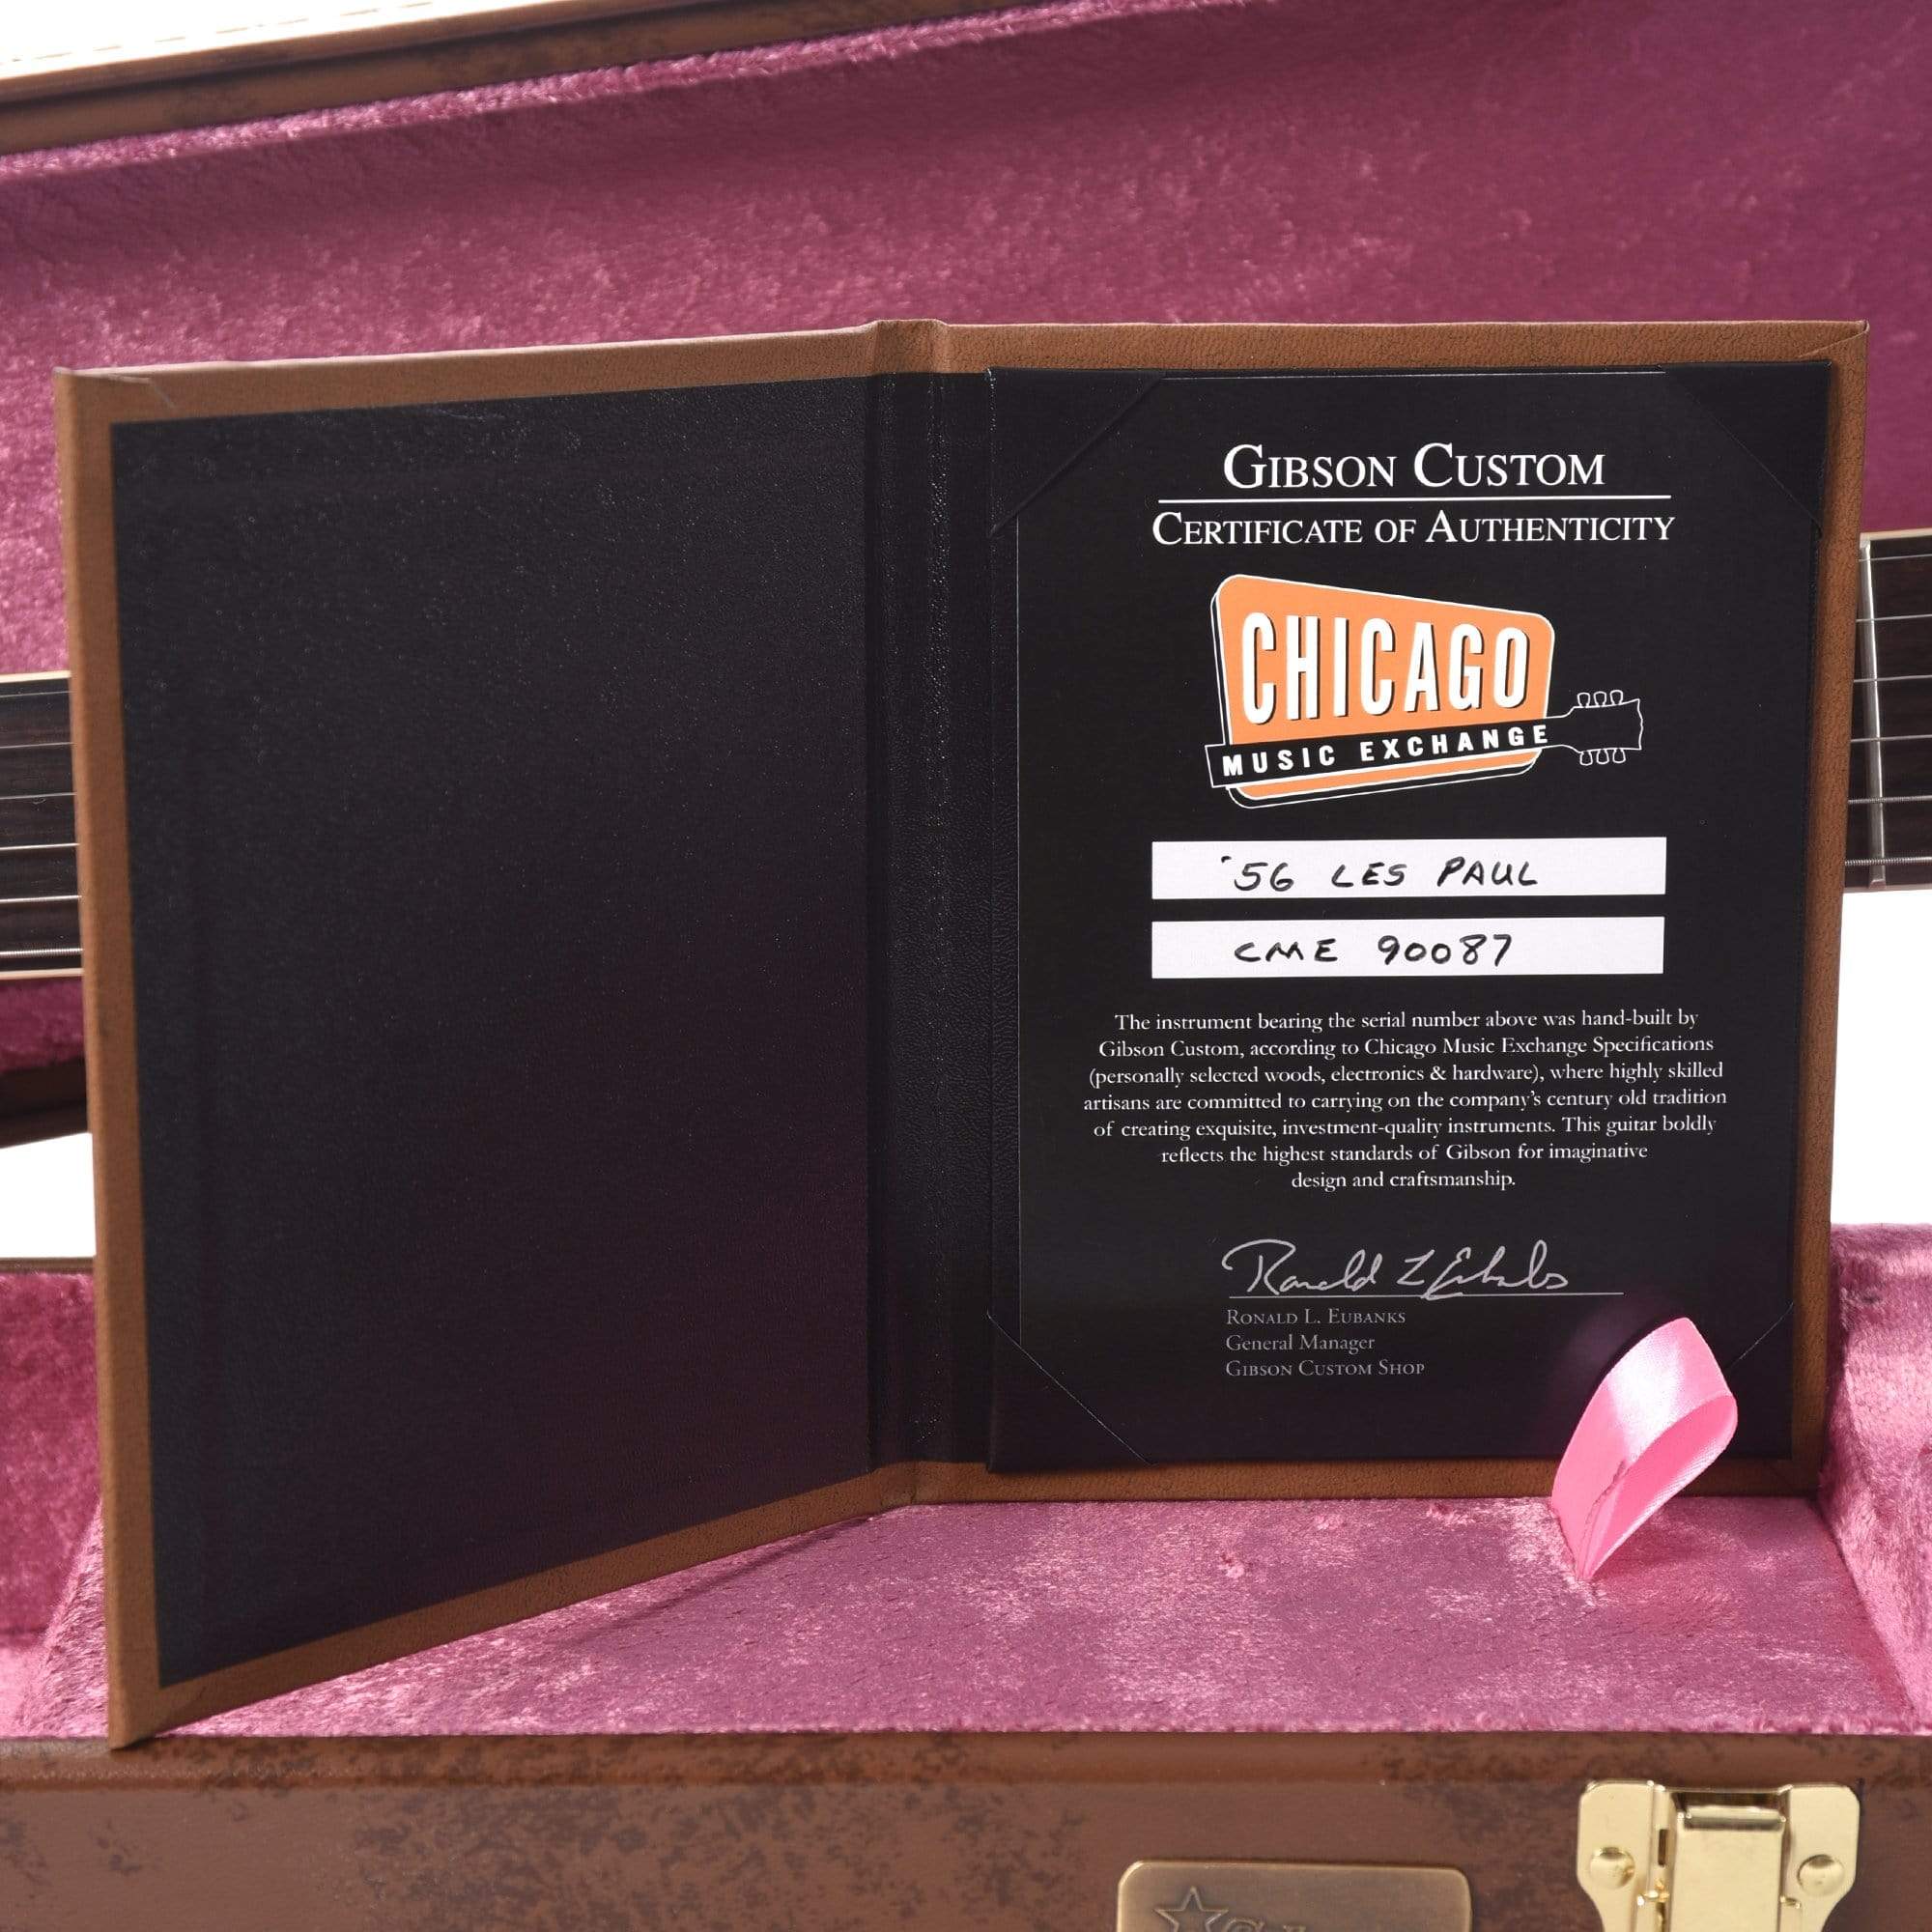 GIBSON CUSTOM
CERTIFICATE OF AUTHENTICITY
CHICAGO
MUSIC EXCHANGE
'56 LES PAUL
CME 90087
The instrument bearing the serial number above was hand-built by
Gibson Custom, according to Chicago Music Exchange Specifications
(personally selected woods, electronics & hardware), where highly skilled
artisans are committed to carrying on the company's century old tradition
of creating exquisite, investment-quality instruments. This guitar boldly
reflects the highest standards of Gibson for imaginative
design and craftsmanship.
Ronald L Eubanks
RONALD L. EUBANKS
General Manager
GIBSON CUSTOM SHOP